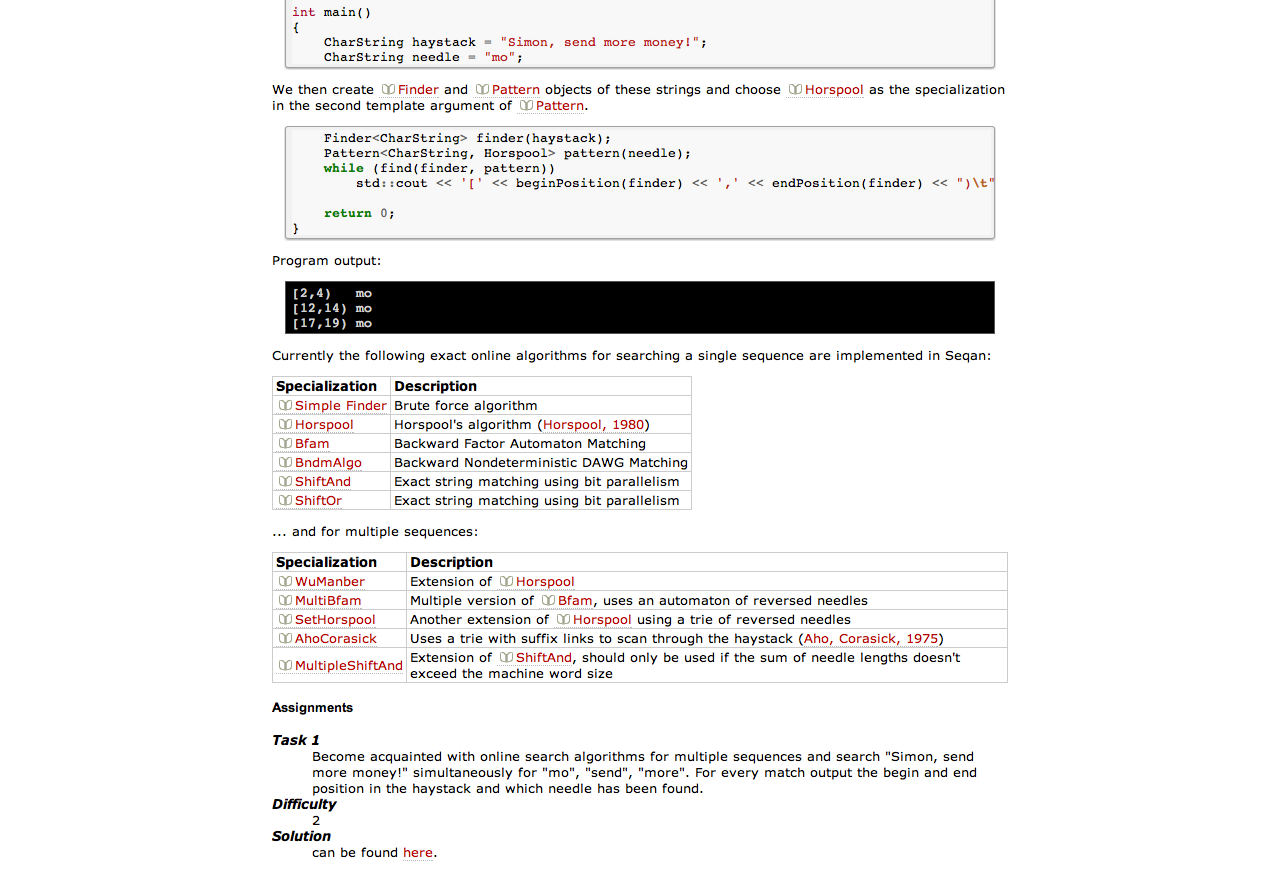 int main()
{
    CharString haystack = "Simon, send more money!";
    CharString needle = "mo";
We then create Finder and Pattern objects of these strings and choose Horspool as the specialization
in the second template argument of Pattern.
    Finder<CharString> finder(haystack);
    Pattern<CharString, Horspool> pattern(needle);
    while (find(finder, pattern))
        std::cout << '[' << beginPosition(finder) << ',' << endPosition(finder) << ")\t"
    return 0;
}
Program output:
[2,4)   mo
[12,14) mo
[17,19) mo
Currently the following exact online algorithms for searching a single sequence are implemented in Seqan:
Specialization Description
Simple Finder Brute force algorithm
Horspool Horspool's algorithm (Horspool, 1980)
Bfam Backward Factor Automaton Matching
BndmAlgo Backward Nondeterministic DAWG Matching
ShiftAnd Exact string matching using bit parallelism
ShiftOr Exact string matching using bit parallelism
... and for multiple sequences:
Specialization Description
WuManber Extension of Horspool
MultiBfam Multiple version of Bfam, uses an automaton of reversed needles
SetHorspool Another extension of Horspool using a trie of reversed needles
AhoCorasick Uses a trie with suffix links to scan through the haystack (Aho, Corasick, 1975)
MultipleShiftAnd Extension of ShiftAnd, should only be used if the sum of needle lengths doesn't
exceed the machine word size
Assignments
Task 1
Become acquainted with online search algorithms for multiple sequences and search "Simon, send
more money!" simultaneously for "mo", "send", "more". For every match output the begin and end
position in the haystack and which needle has been found.
Difficulty
2
Solution
can be found here.